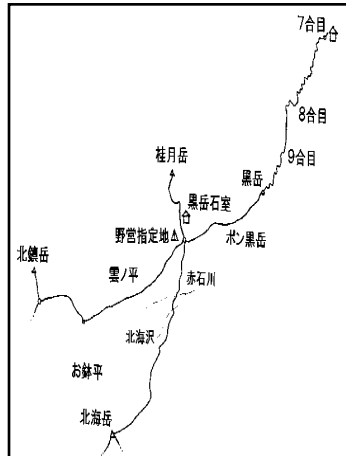 7合目
8合目
9合目
桂月岳
黒岳
黒岳石室
野営指定地
ポン黒岳
北鎮岳
雲ノ平
赤石川
北海沢
お鉢平
北海岳